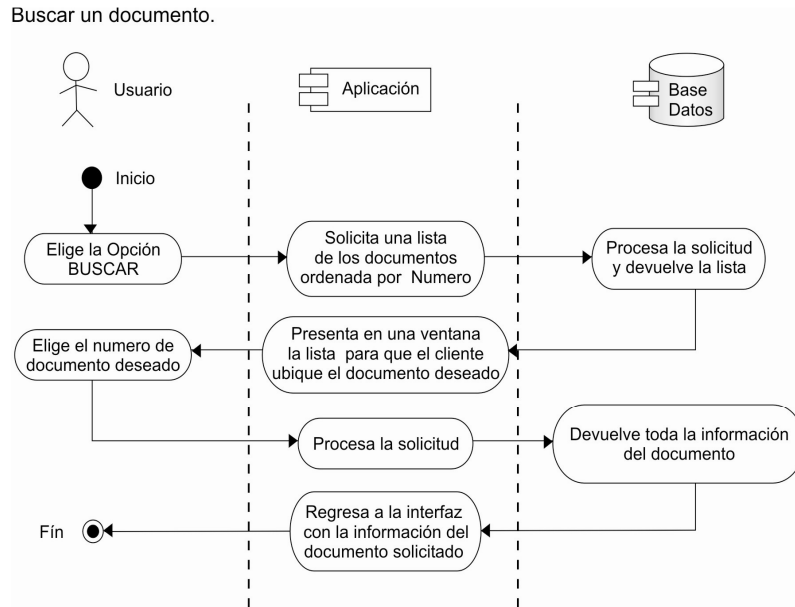 Buscar un documento.
Usuario
Aplicación
Base
Datos
Inicio
Elige la Opción
BUSCAR
Solicita una lista
de los documentos
ordenada por Numero
Procesa la solicitud
y devuelve la lista
Elige el numero de
documento deseado
Presenta en una ventana
la lista para que el cliente
ubique el documento deseado
Procesa la solicitud
Devuelve toda la información
del documento
Fín
Regresa a la interfaz
con la información del
documento solicitado